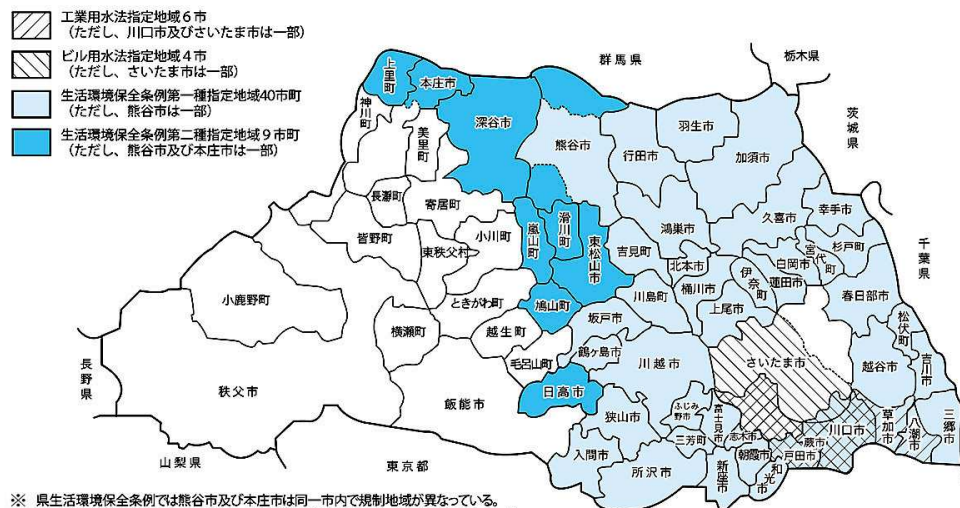 工業用水法指定地域６市
（ただし、川口市及びさいたま市は一部）
ビル用水法指定地域４市
（ただし、さいたま市は一部）
生活環境保全条例第一種指定地域40市町
（ただし、熊谷市は一部）
生活環境保全条例第二種指定地域９市町
（ただし、熊谷市及び本庄市は一部）
群馬県
栃木県
茨城県
千葉県
長野県
山梨県
東京都
上里町
本庄市
神川町
美里町
深谷市
熊谷市
行田市
羽生市
加須市
長瀞町
寄居町
皆野町
東秩父村
小川町
嵐山町
滑川町
東松山市
吉見町
鴻巣市
北本市
久喜市
幸手市
宮代町
杉戸町
白岡市
蓮田市
伊奈町
桶川市
上尾市
川島町
春日部市
松伏町
小鹿野町
ときがわ町
鳩山町
坂戸市
横瀬町
越生町
毛呂山町
鶴ヶ島市
川越市
さいたま市
越谷市
吉川市
秩父市
飯能市
日高市
狭山市
ふじみ野市
富士見市
三芳町
志木市
入間市
所沢市
新座市
朝霞市
和光市
戸田市
蕨市
川口市
草加市
八潮市
三郷市
※ 県生活環境保全条例では熊谷市及び本庄市は同一市内で規制地域が異なっている。